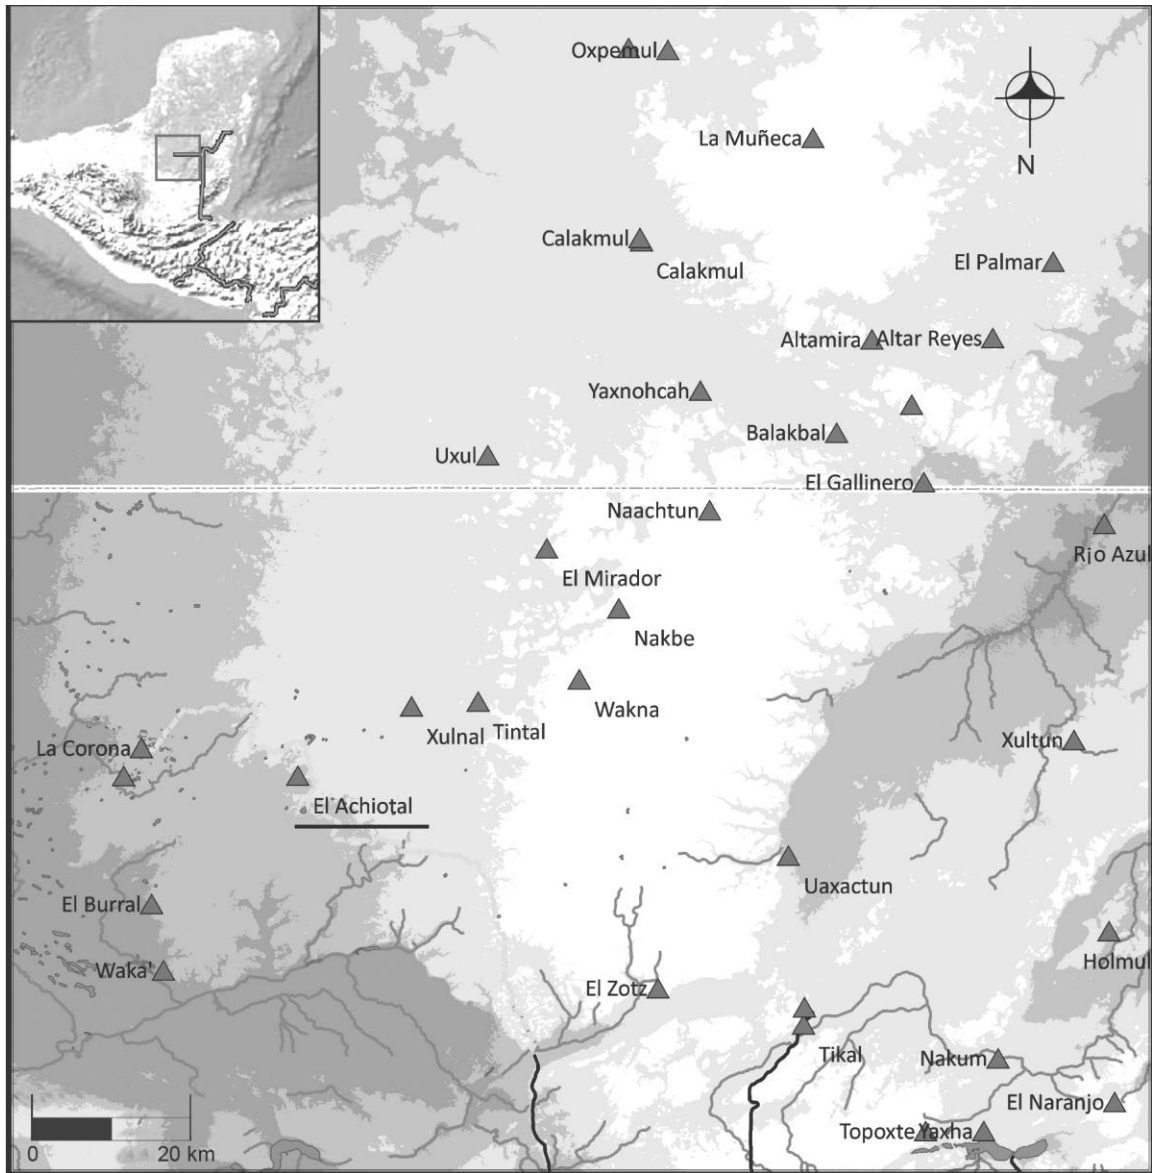 Oxpemul
La Muñeca
N
Calakmul
Calakmul
El Palmar
Altamira
Altar Reyes
Yaxnohcah
Balakbal
Uxul
El Gallinero
Naachtun
Rio Azul
El Mirador
Nakbe
Wakna
Xulnal
Tintal
La Corona
Xultun
El Achiotal
Uaxactun
El Burral
Waka'
Holmul
El Zotz
Tikal
Nakum
El Naranjo
Topoxte
Yaxha
0 20 km